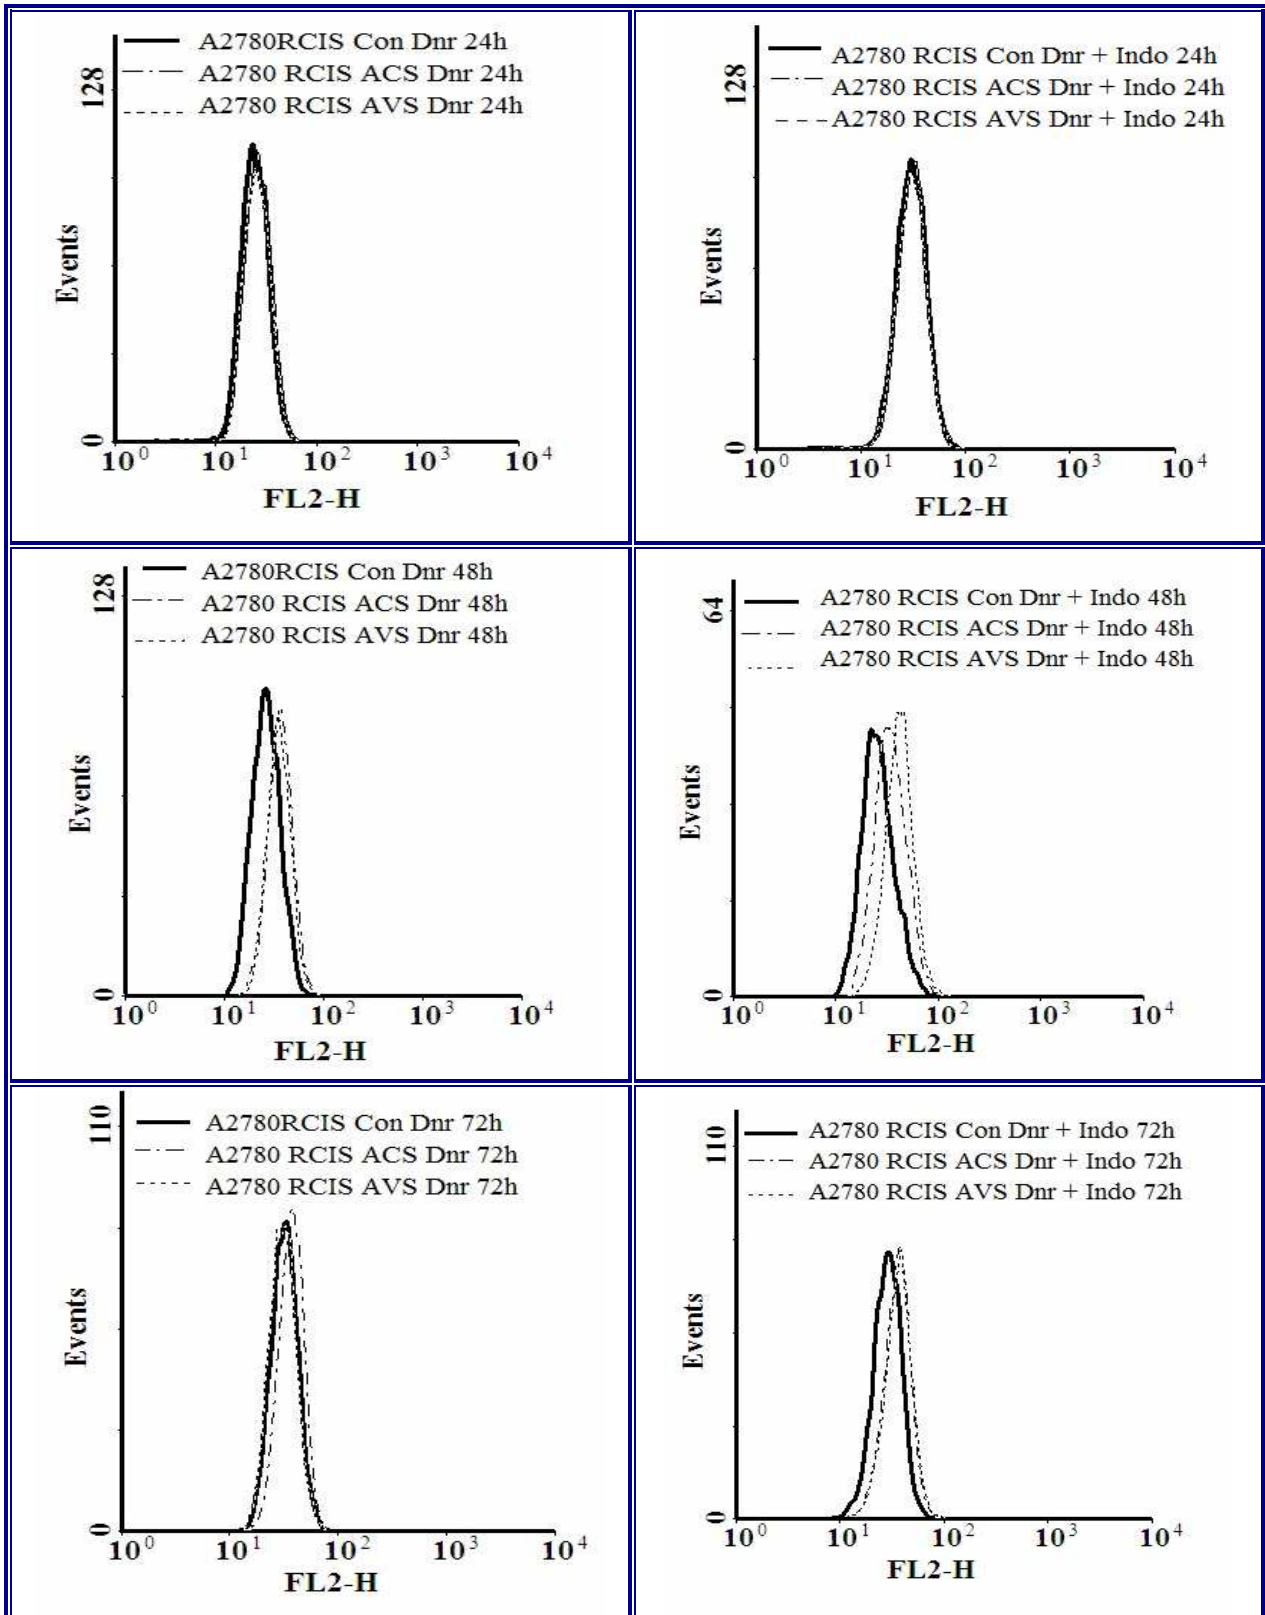 A2780RCIS Con Dnr 24h
A2780 RCIS ACS Dnr 24h
A2780 RCIS AVS Dnr 24h
128
Events
0
10^0 10^1 10^2 10^3 10^4
FL2-H
A2780 RCIS Con Dnr + Indo 24h
A2780 RCIS ACS Dnr + Indo 24h
A2780 RCIS AVS Dnr + Indo 24h
128
Events
0
10^0 10^1 10^2 10^3 10^4
FL2-H
A2780RCIS Con Dnr 48h
A2780 RCIS ACS Dnr 48h
A2780 RCIS AVS Dnr 48h
128
Events
0
10^0 10^1 10^2 10^3 10^4
FL2-H
A2780 RCIS Con Dnr + Indo 48h
A2780 RCIS ACS Dnr + Indo 48h
A2780 RCIS AVS Dnr + Indo 48h
64
Events
0
10^0 10^1 10^2 10^3 10^4
FL2-H
A2780RCIS Con Dnr 72h
A2780 RCIS ACS Dnr 72h
A2780 RCIS AVS Dnr 72h
110
Events
0
10^0 10^1 10^2 10^3 10^4
FL2-H
A2780 RCIS Con Dnr + Indo 72h
A2780 RCIS ACS Dnr + Indo 72h
A2780 RCIS AVS Dnr + Indo 72h
110
Events
0
10^0 10^1 10^2 10^3 10^4
FL2-H